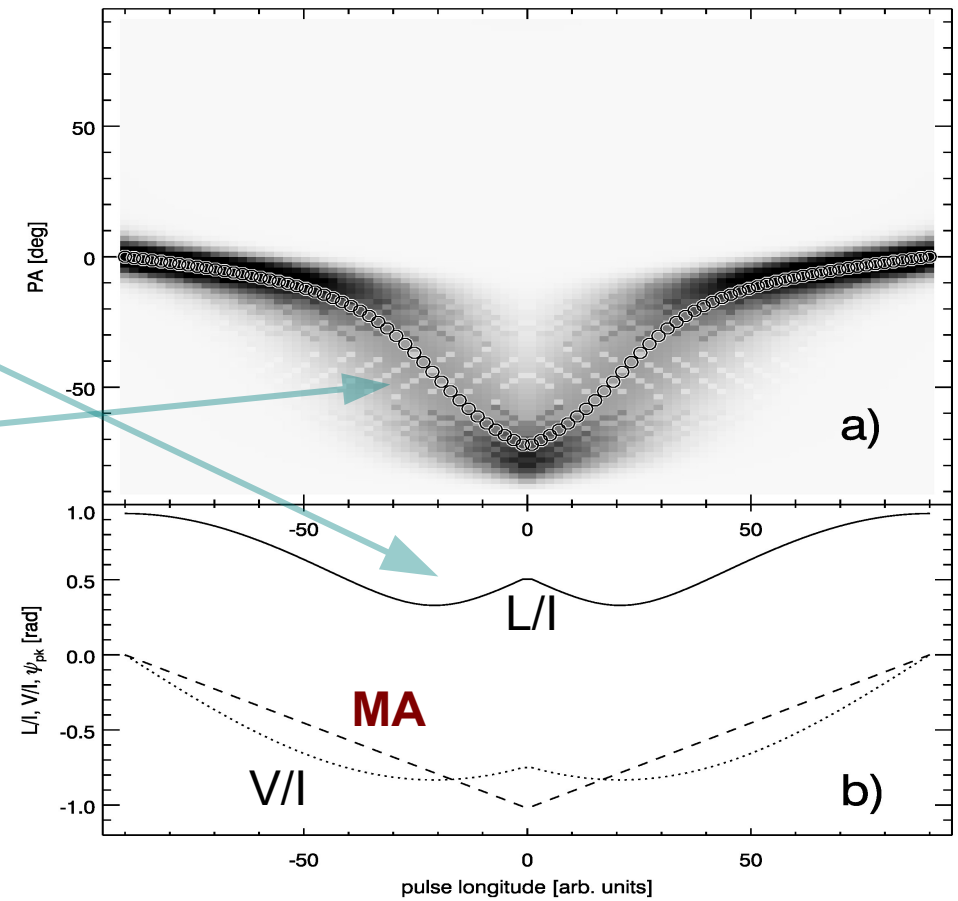 50
0
-50
PA [deg]
a)
-50 0 50
1.0
0.5
0.0
-0.5
-1.0
L/I, V/I, ψpk [rad]
L/I
MA
V/I
b)
-50 0 50
pulse longitude [arb. units]